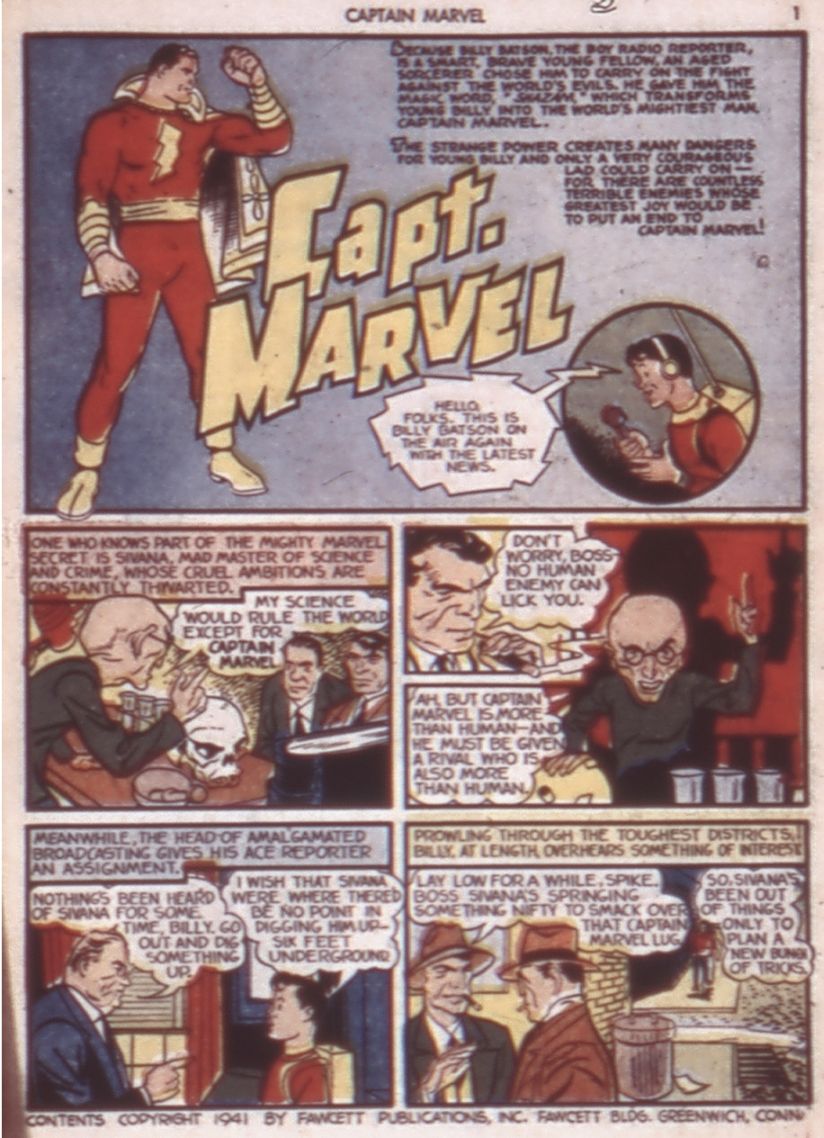 CAPTAIN MARVEL
1
BECAUSE BILLY BATSON, THE BOY RADIO REPORTER,
IS A SMART, BRAVE YOUNG FELLOW, AN AGED
SORCERER CHOSE HIM TO CARRY ON THE FIGHT
AGAINST THE WORLD'S EVILS. HE GAVE HIM THE
MAGIC WORD, "SHAZAM," WHICH TRANSFORMS
YOUNG BILLY INTO THE WORLD'S MIGHTIEST MAN,
CAPTAIN MARVEL.
THE STRANGE POWER CREATES MANY DANGERS
FOR YOUNG BILLY AND ONLY A VERY COURAGEOUS
LAD COULD CARRY ON—
FOR THERE ARE COUNTLESS
TERRIBLE ENEMIES WHOSE
GREATEST JOY WOULD BE
TO PUT AN END TO
CAPTAIN MARVEL!
Capt.
MARVEL
HELLO,
FOLKS. THIS IS
BILLY BATSON ON
THE AIR AGAIN
WITH THE LATEST
NEWS.
ONE WHO KNOWS PART OF THE MIGHTY MARVEL
SECRET IS SIVANA, MAD MASTER OF SCIENCE
AND CRIME, WHOSE CRUEL AMBITIONS ARE
CONSTANTLY THWARTED.
MY SCIENCE
WOULD RULE THE WORLD
EXCEPT FOR
CAPTAIN
MARVEL
DON'T
WORRY, BOSS-
NO HUMAN
ENEMY CAN
LICK YOU.
AH, BUT CAPTAIN
MARVEL IS MORE
THAN HUMAN—AND
HE MUST BE GIVEN
A RIVAL WHO IS
ALSO MORE
THAN HUMAN.
MEANWHILE, THE HEAD OF AMALGAMATED
BROADCASTING GIVES HIS ACE REPORTER
AN ASSIGNMENT.
NOTHING'S BEEN HEARD
OF SIVANA FOR SOME
TIME, BILLY. GO
OUT AND DIG
SOMETHING
UP.
I WISH THAT SIVANA
WERE WHERE THERED
BE NO POINT IN
DIGGING HIM UP—
SIX FEET
UNDERGROUND
PROWLING THROUGH THE TOUGHEST DISTRICTS,
BILLY, AT LENGTH, OVERHEARS SOMETHING OF INTEREST
LAY LOW FOR A WHILE, SPIKE.
BOSS SIVANA'S SPRINGING
SOMETHING NIFTY TO SMACK OVER
THAT CAPTAIN
MARVEL LUG.
SO, SIVANA'S
BEEN OUT
OF THINGS
ONLY TO
PLAN A
NEW BUNCH
OF TRICKS.
CONTENTS COPYRIGHT 1941 BY FAWCETT PUBLICATIONS, INC. FAWCETT BLDG. GREENWICH, CONN.